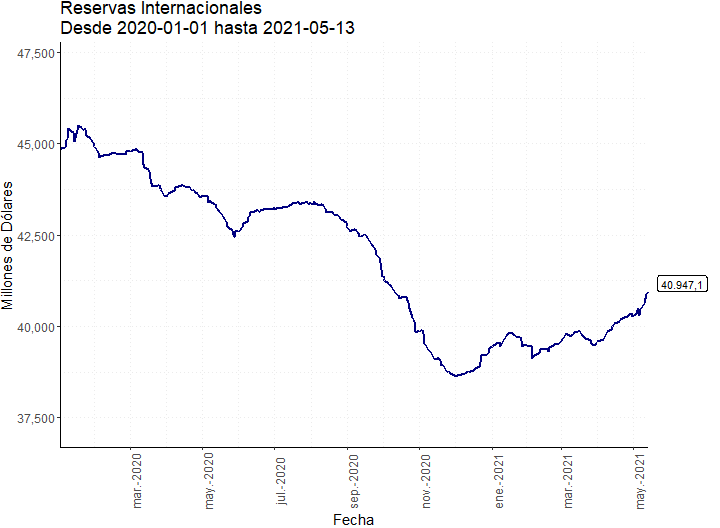 Reservas Internacionales
Desde 2020-01-01 hasta 2021-05-13
Millones de Dólares
47,500
45,000
42,500
40,000
37,500
40.947,1
mar.-2020
may.-2020
jul.-2020
sep.-2020
nov.-2020
ene.-2021
mar.-2021
may.-2021
Fecha